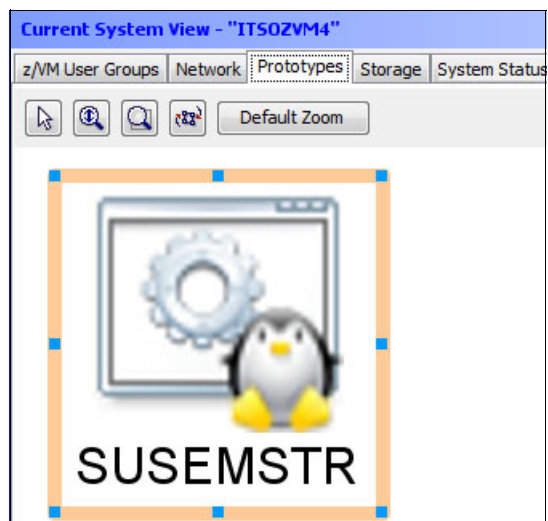 Current System View - "ITSOZVM4"
z/VM User Groups Network Prototypes Storage System Status
Default Zoom
SUSEMSTR